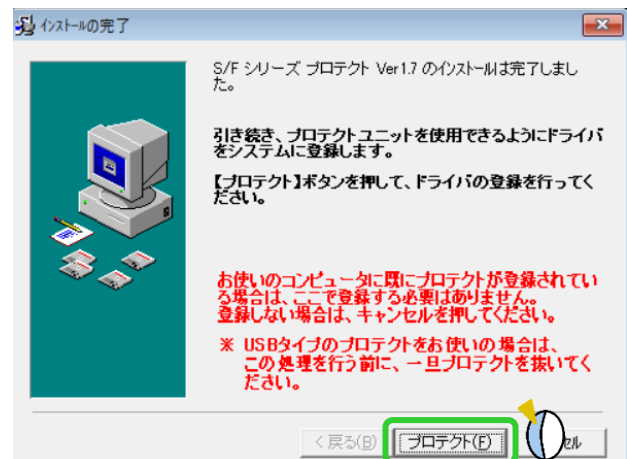 インストールの完了
S/F シリーズ プロテクト Ver1.7 のインストールは完了しまし
た。
引き続き、プロテクトユニットを使用できるようにドライバ
をシステムに登録します。
【プロテクト】ボタンを押して、ドライバの登録を行ってく
ださい。
お使いのコンピュータに既にプロテクトが登録されてい
る場合は、ここで登録する必要はありません。
登録しない場合は、キャンセルを押してください。
※ USBタイプのプロテクトをお使いの場合は、
この処理を行う前に、一旦プロテクトを抜いてく
ださい。
< 戻る(B)
プロテクト(F)
セル